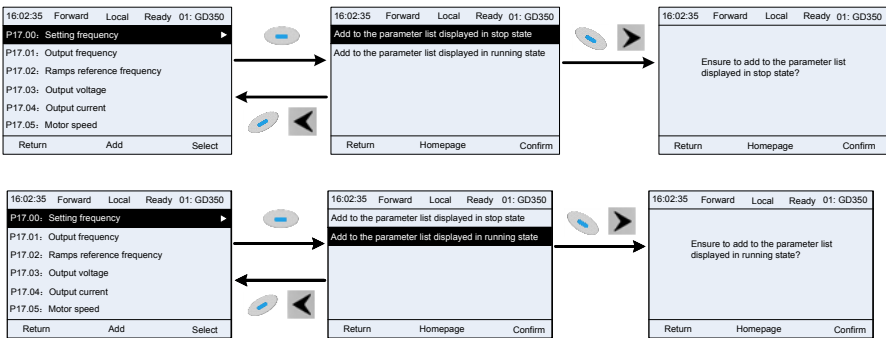 16:02:35 Forward Local Ready 01: GD350
P17.00: Setting frequency
P17.01: Output frequency
P17.02: Ramps reference frequency
P17.03: Output voltage
P17.04: Output current
P17.05: Motor speed
Return Add Select
16:02:35 Forward Local Ready 01: GD350
Add to the parameter list displayed in stop state
Add to the parameter list displayed in running state
Return Homepage Confirm
16:02:35 Forward Local Ready 01: GD350
Ensure to add to the parameter list
displayed in stop state?
Return Homepage Confirm
16:02:35 Forward Local Ready 01: GD350
P17.00: Setting frequency
P17.01: Output frequency
P17.02: Ramps reference frequency
P17.03: Output voltage
P17.04: Output current
P17.05: Motor speed
Return Add Select
16:02:35 Forward Local Ready 01: GD350
Add to the parameter list displayed in stop state
Add to the parameter list displayed in running state
Return Homepage Confirm
16:02:35 Forward Local Ready 01: GD350
Ensure to add to the parameter list
displayed in running state?
Return Homepage Confirm